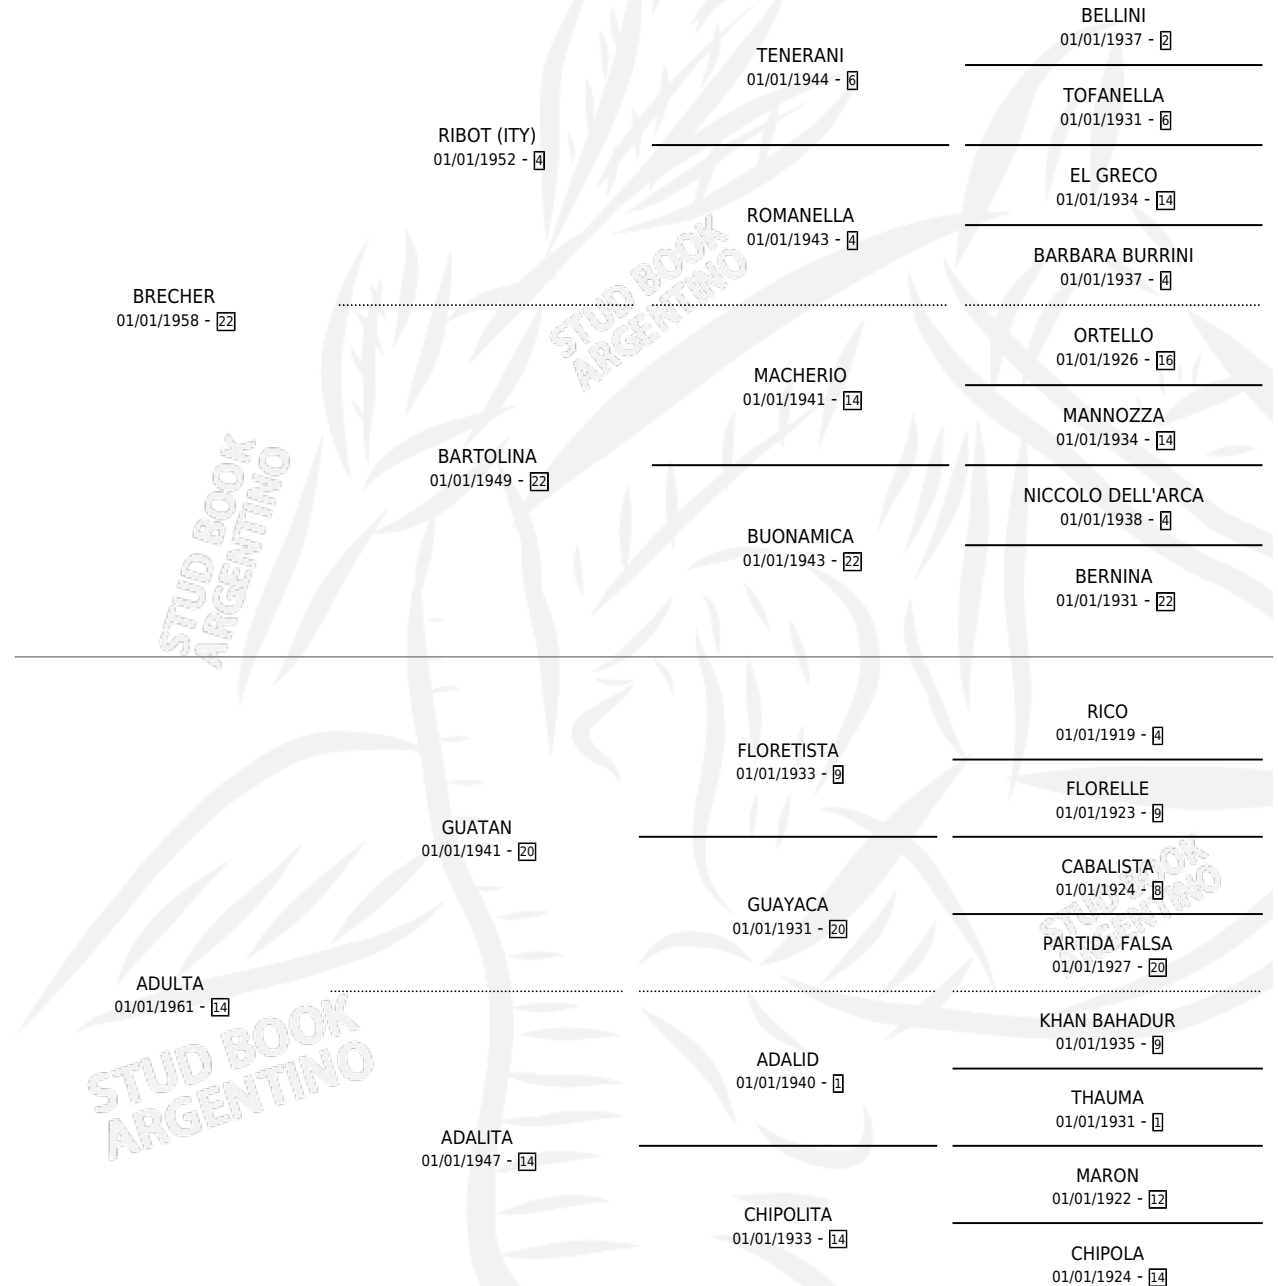 BELLINI
01/01/1937 - 2
TENERANI
01/01/1944 - 6
TOFANELLA
01/01/1931 - 6
RIBOT (ITY)
01/01/1952 - 4
EL GRECO
01/01/1934 - 14
ROMANELLA
01/01/1943 - 4
BARBARA BURRINI
01/01/1937 - 4
BRECHER
01/01/1958 - 22
ORTELLO
01/01/1926 - 16
MACHERIO
01/01/1941 - 14
MANNOZZA
01/01/1934 - 14
BARTOLINA
01/01/1949 - 22
NICCOLO DELL'ARCA
01/01/1938 - 4
BUONAMICA
01/01/1943 - 22
BERNINA
01/01/1931 - 22
STUD BOOK
ARGENTINO
STUD BOOK
ARGENTINO
RICO
01/01/1919 - 4
FLORETISTA
01/01/1933 - 9
FLORELLE
01/01/1923 - 9
GUATAN
01/01/1941 - 20
CABALISTA
01/01/1924 - 8
GUAYACA
01/01/1931 - 20
PARTIDA FALSA
01/01/1927 - 20
ADULTA
01/01/1961 - 14
KHAN BAHADUR
01/01/1935 - 9
ADALID
01/01/1940 - 1
THAUMA
01/01/1931 - 1
ADALITA
01/01/1947 - 14
MARON
01/01/1922 - 12
CHIPOLITA
01/01/1933 - 14
CHIPOLA
01/01/1924 - 14
STUD BOOK
ARGENTINO
STUD BOOK
ARGENTINO